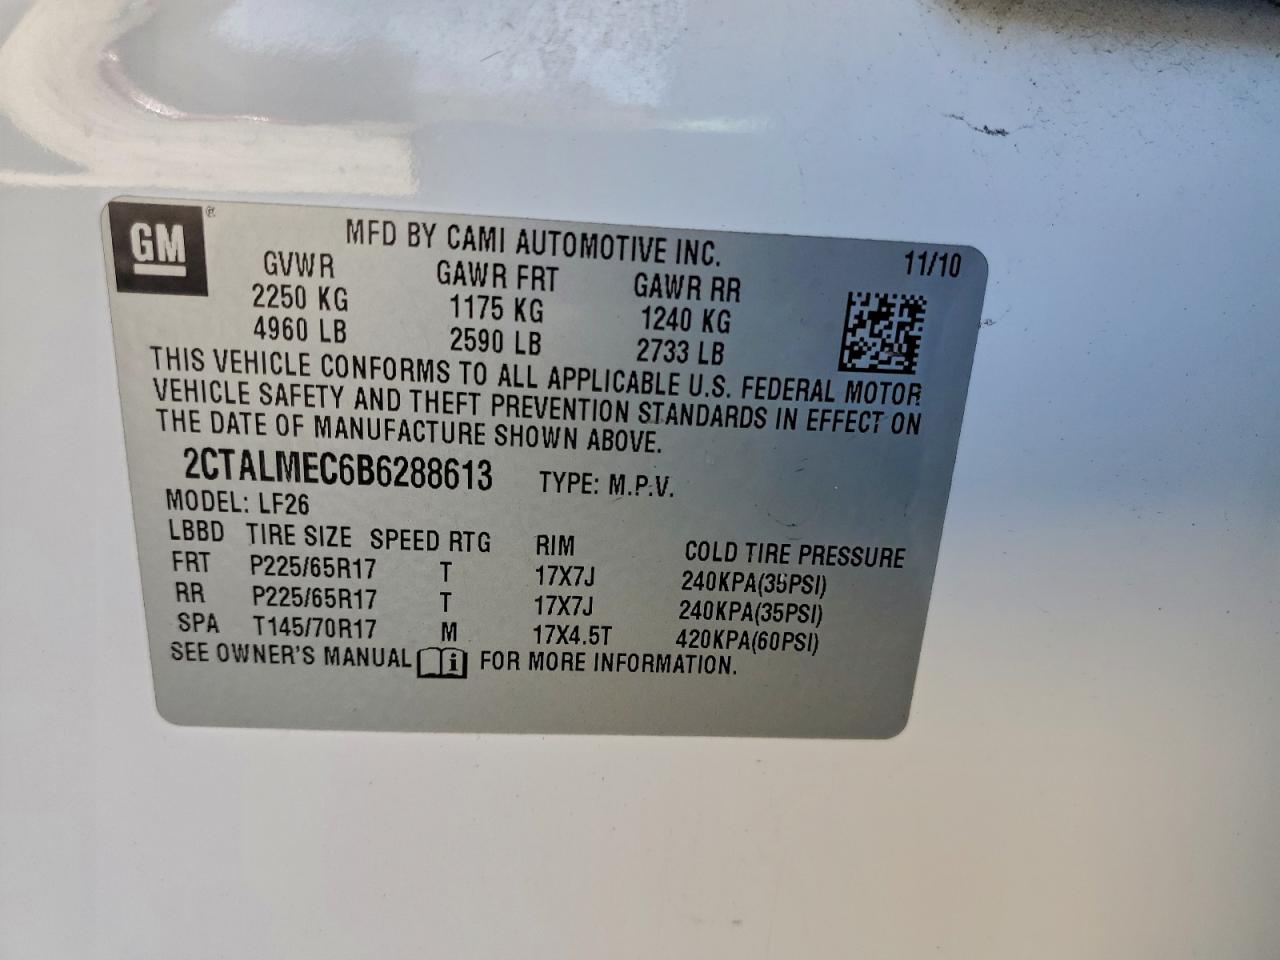 GM ®
MFD BY CAMI AUTOMOTIVE INC. 11/10
GVWR GAWR FRT GAWR RR
2250 KG 1175 KG 1240 KG
4960 LB 2590 LB 2733 LB
THIS VEHICLE CONFORMS TO ALL APPLICABLE U.S. FEDERAL MOTOR
VEHICLE SAFETY AND THEFT PREVENTION STANDARDS IN EFFECT ON
THE DATE OF MANUFACTURE SHOWN ABOVE.
2CTALMEC6B6288613 TYPE: M.P.V.
MODEL: LF26
LBBD TIRE SIZE SPEED RTG RIM COLD TIRE PRESSURE
FRT P225/65R17 T 17X7J 240KPA(35PSI)
RR P225/65R17 T 17X7J 240KPA(35PSI)
SPA T145/70R17 M 17X4.5T 420KPA(60PSI)
SEE OWNER'S MANUAL i FOR MORE INFORMATION.